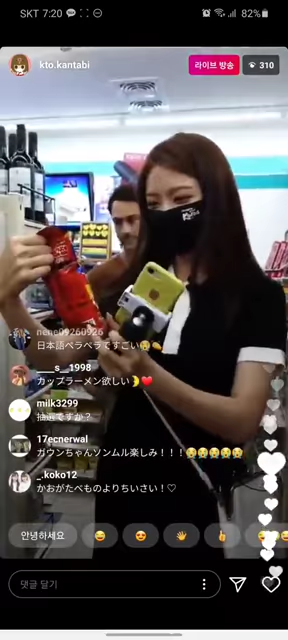 SKT 7:20
82%
kto.kantabi
라이브 방송
310
nene09260926
日本語ペラペラですごい😢👏
____s__1998
カップラーメン欲しい🌛❤️
milk3299
抽選ですか？
17ecnerwal
ガウンちゃんソンムル楽しみ！！！😭😭😭😭😭
_.koko12
かおがたべものよりちいさい！♡
안녕하세요
댓글 달기